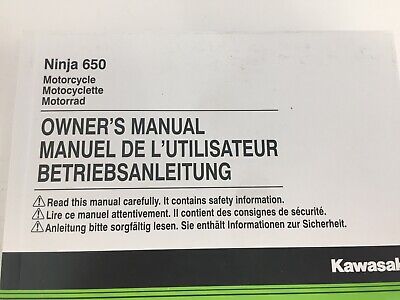 Ninja 650
Motorcycle
Motocyclette
Motorrad
OWNER'S MANUAL
MANUEL DE L'UTILISATEUR
BETRIEBSANLEITUNG
Read this manual carefully. It contains safety information.
Lire ce manuel attentivement. Il contient des consignes de sécurité.
Anleitung bitte sorgfältig lesen. Sie enthält Informationen zur Sicherheit.
Kawasak